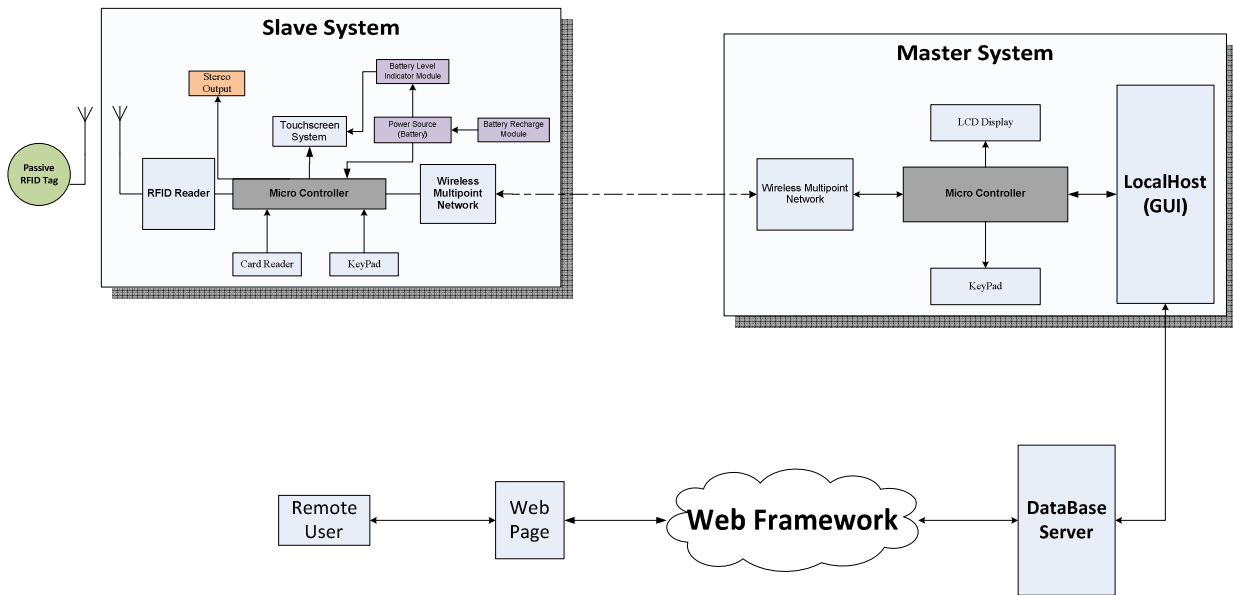 Slave System
Stereo
Output
Battery Level
Indicator Module
Touchscreen
System
Power Source
(Battery)
Battery Recharge
Module
Passive
RFID Tag
RFID Reader
Micro Controller
Wireless
Multipoint
Network
Card Reader
KeyPad
Master System
LCD Display
Wireless Multipoint
Network
Micro Controller
LocalHost
(GUI)
KeyPad
Remote
User
Web
Page
Web Framework
DataBase
Server